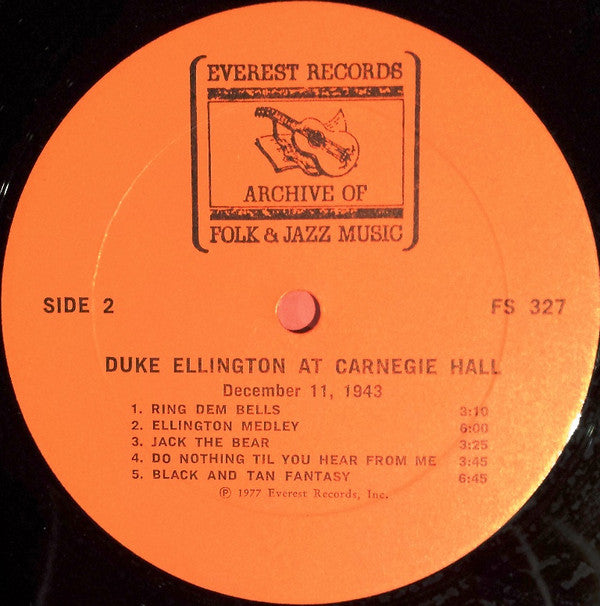 EVEREST RECORDS
ARCHIVE OF
FOLK & JAZZ MUSIC
SIDE 2
FS 327
DUKE ELLINGTON AT CARNEGIE HALL
December 11, 1943
1. RING DEM BELLS 3:10
2. ELLINGTON MEDLEY 6:00
3. JACK THE BEAR 3:25
4. DO NOTHING TIL YOU HEAR FROM ME 3:45
5. BLACK AND TAN FANTASY 6:45
℗ 1977 Everest Records, Inc.